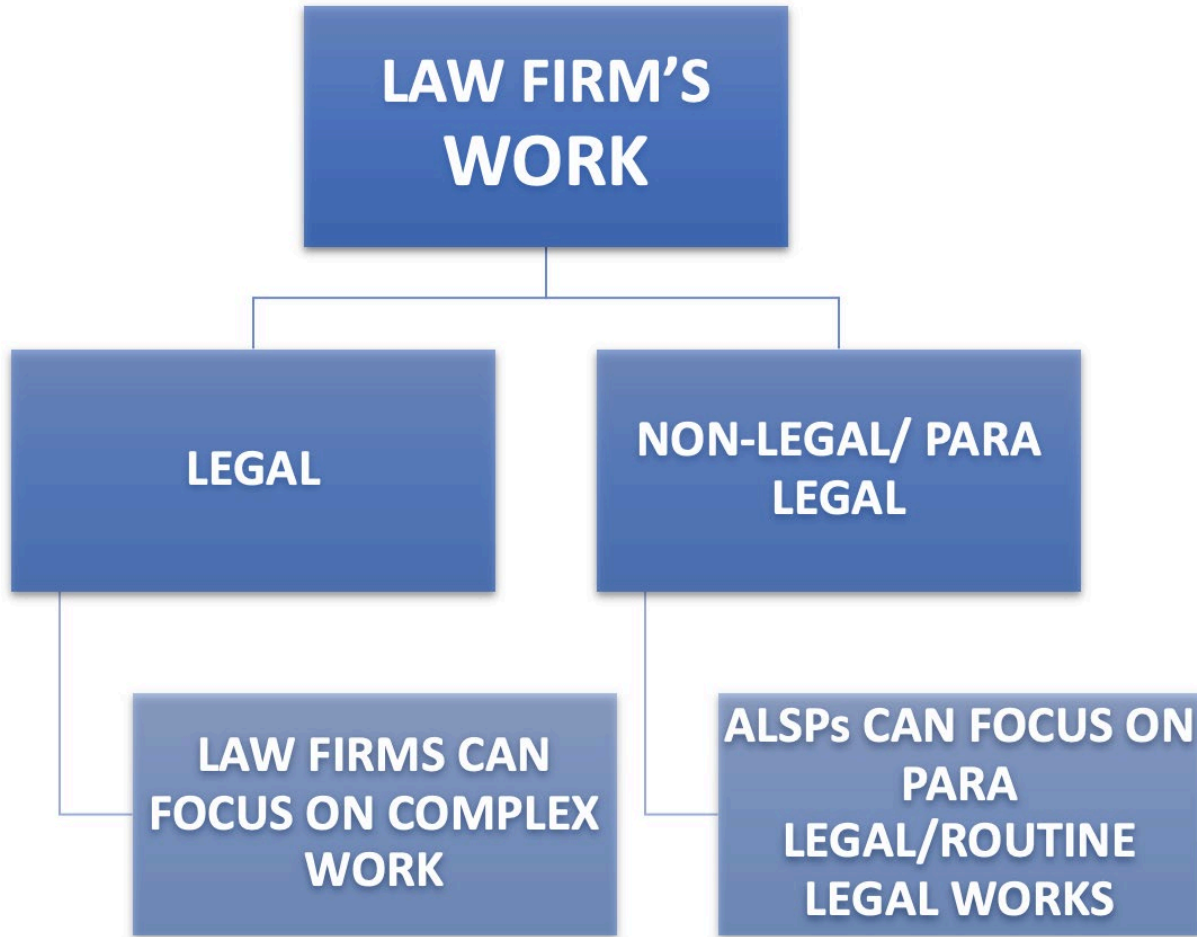 LAW FIRM’S
WORK
LEGAL
NON-LEGAL/ PARA
LEGAL
LAW FIRMS CAN
FOCUS ON COMPLEX
WORK
ALSPs CAN FOCUS ON
PARA
LEGAL/ROUTINE
LEGAL WORKS